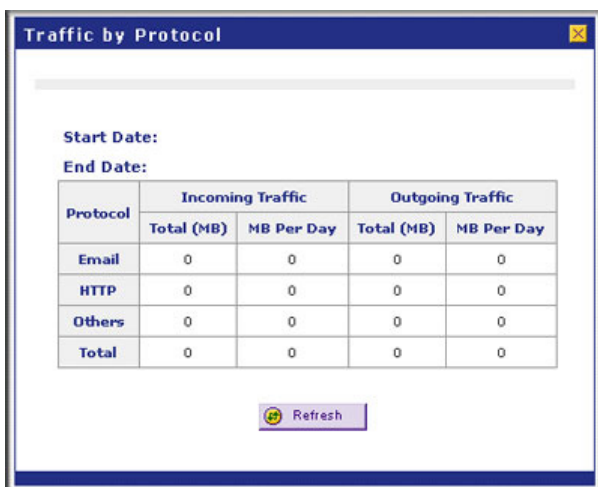 Traffic by Protocol
Start Date:
End Date:
Protocol Incoming Traffic Outgoing Traffic
Total (MB) MB Per Day Total (MB) MB Per Day
Email 0 0 0 0
HTTP 0 0 0 0
Others 0 0 0 0
Total 0 0 0 0
Refresh